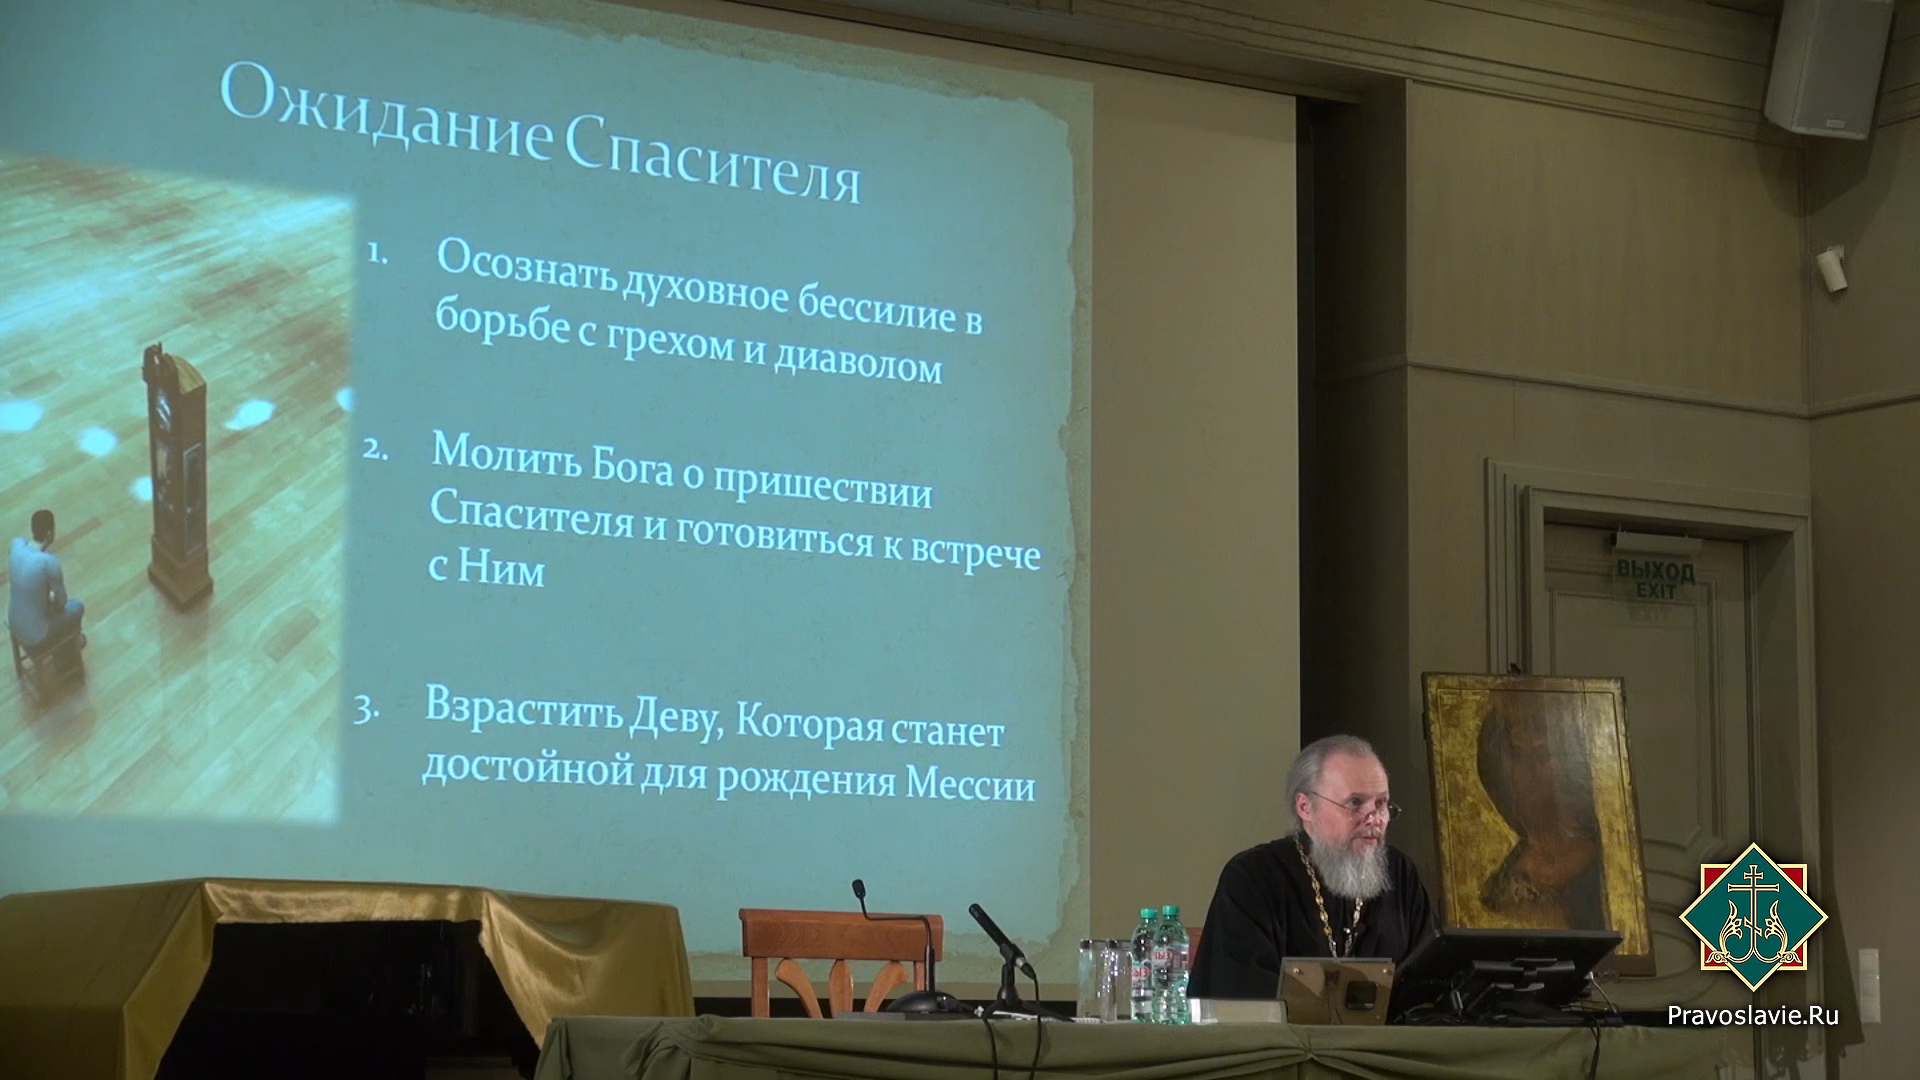 Ожидание Спасителя
1. Осознать духовное бессилие в
борьбе с грехом и диаволом
2. Молить Бога о пришествии
Спасителя и готовиться к встрече
с Ним
3. Взрастить Деву, Которая станет
достойной для рождения Мессии
ВЫХОД
EXIT
Pravoslavie.Ru